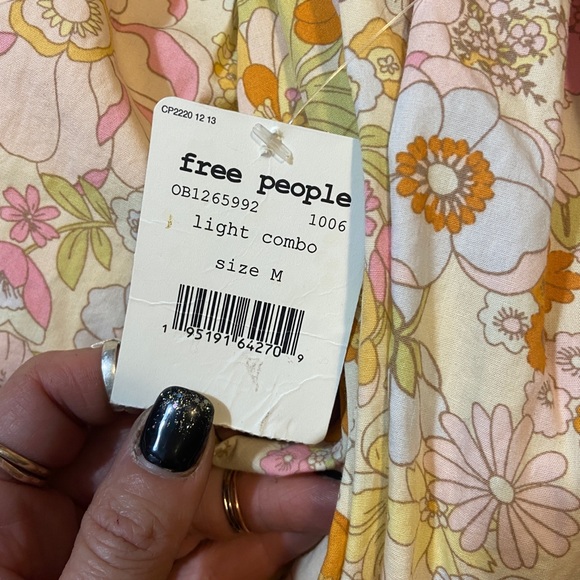 CP2220 12 13
free people
OB1265992 1006
light combo
size M
1 95191 64270 9